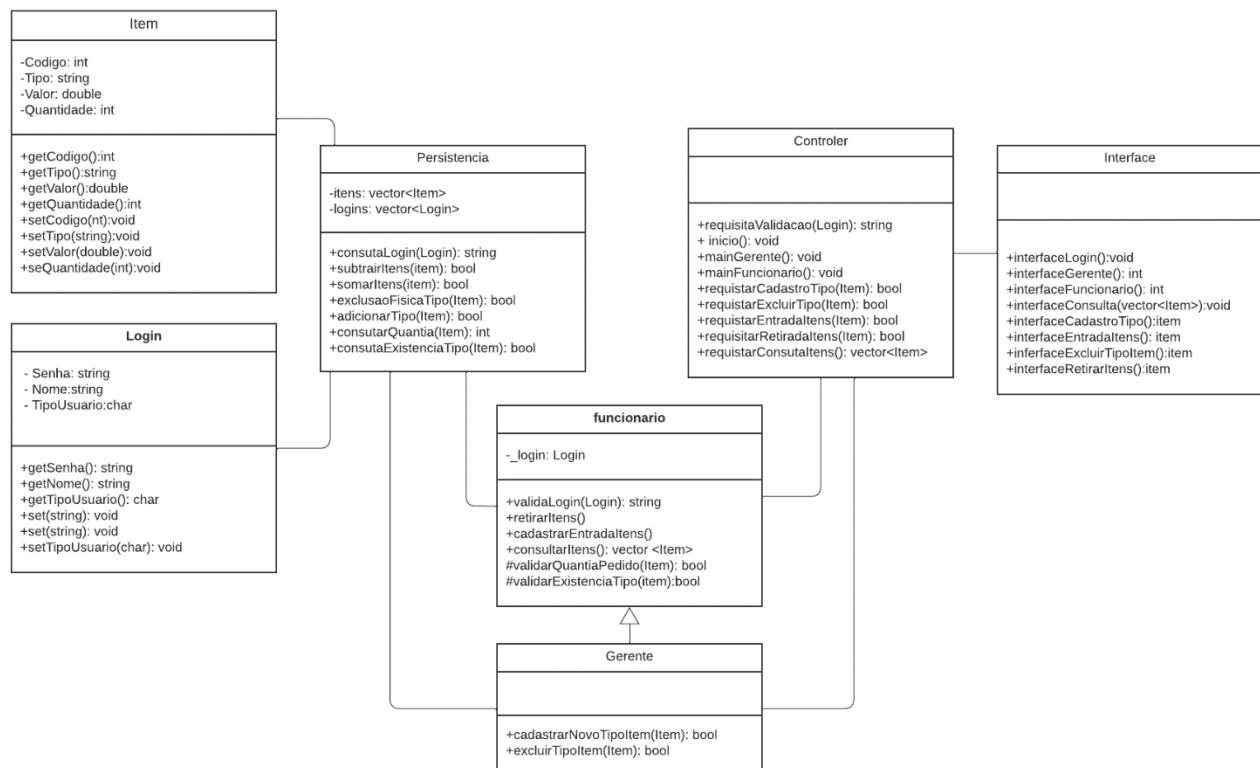 Item
-Codigo: int
-Tipo: string
-Valor: double
-Quantidade: int
+getCodigo():int
+getTipo():string
+getValor():double
+getQuantidade():int
+setCodigo(nt):void
+setTipo(string):void
+setValor(double):void
+seQuantidade(int):void
Login
- Senha: string
- Nome:string
- TipoUsuario:char
+getSenha(): string
+getNome(): string
+getTipoUsuario(): char
+set(string): void
+set(string): void
+setTipoUsuario(char): void
Persistencia
-itens: vector<Item>
-logins: vector<Login>
+consutaLogin(Login): string
+subtrairItens(item): bool
+somarItens(item): bool
+exclusaoFisicaTipo(Item): bool
+adicionarTipo(Item): bool
+consutarQuantia(Item): int
+consutaExistenciaTipo(Item): bool
funcionario
-_login: Login
+validaLogin(Login): string
+retirarItens()
+cadastrarEntradaItens()
+consultarItens(): vector <Item>
#validarQuantiaPedido(Item): bool
#validarExistenciaTipo(item):bool
Gerente
+cadastrarNovoTipoItem(Item): bool
+excluirTipoItem(Item): bool
Controler
+requisitaValidacao(Login): string
+ inicio(): void
+mainGerente(): void
+mainFuncionario(): void
+requistarCadastroTipo(Item): bool
+requistarExcluirTipo(Item): bool
+requistarEntradaItens(Item): bool
+requisitarRetiradaItens(Item): bool
+requistarConsutaItens(): vector<Item>
Interface
+interfaceLogin():void
+interfaceGerente(): int
+interfaceFuncionario(): int
+interfaceConsulta(vector<Item>):void
+interfaceCadastroTipo():item
+interfaceEntradaItens(): item
+inferfaceExcluirTipoItem():item
+interfaceRetirarItens():item